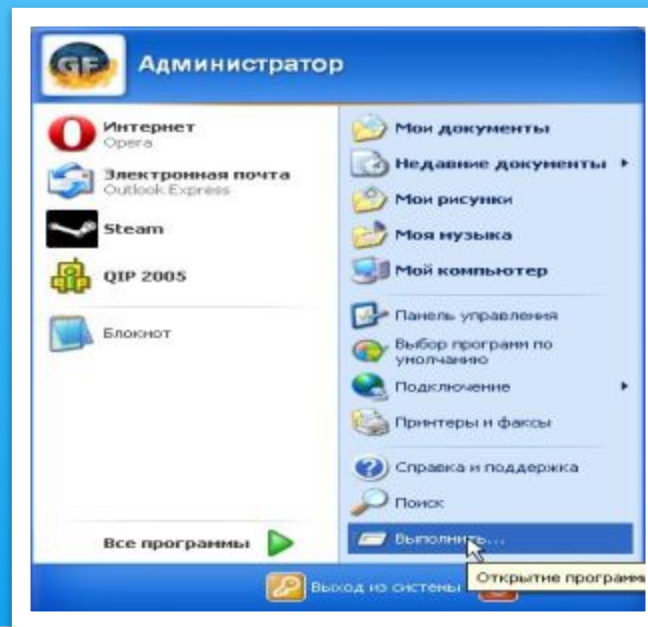 GF
Администратор
Интернет
Opera
Электронная почта
Outlook Express
Steam
QIP 2005
Блокнот
Все программы
Мои документы
Недавние документы
Мои рисунки
Моя музыка
Мой компьютер
Панель управления
Выбор программ по
умолчанию
Подключение
Принтеры и факсы
Справка и поддержка
Поиск
Выполнить...
Открытие программ
Выход из системы